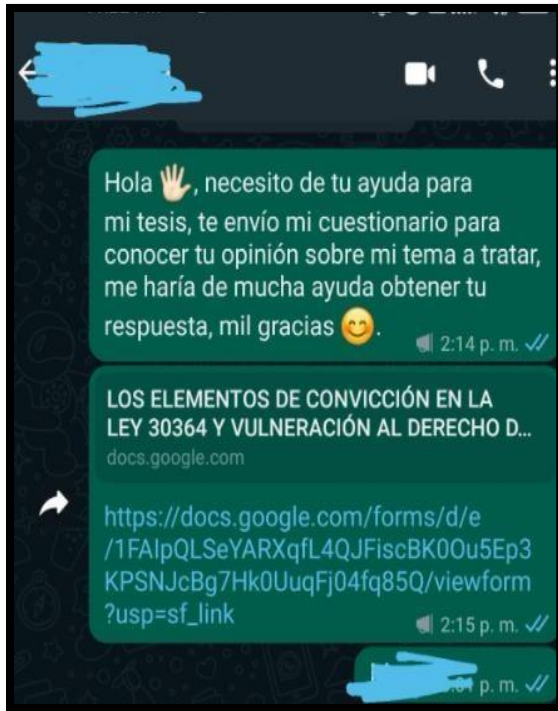 Hola 🖐🏻, necesito de tu ayuda para
mi tesis, te envío mi cuestionario para
conocer tu opinión sobre mi tema a tratar,
me haría de mucha ayuda obtener tu
respuesta, mil gracias 😊.
2:14 p. m.
LOS ELEMENTOS DE CONVICCIÓN EN LA
LEY 30364 Y VULNERACIÓN AL DERECHO D...
docs.google.com
https://docs.google.com/forms/d/e
/1FAIpQLSeYARXqfL4QJFiscBK0Ou5Ep3
KPSNJcBg7Hk0UuqFj04fq85Q/viewform
?usp=sf_link
2:15 p. m.
p. m.